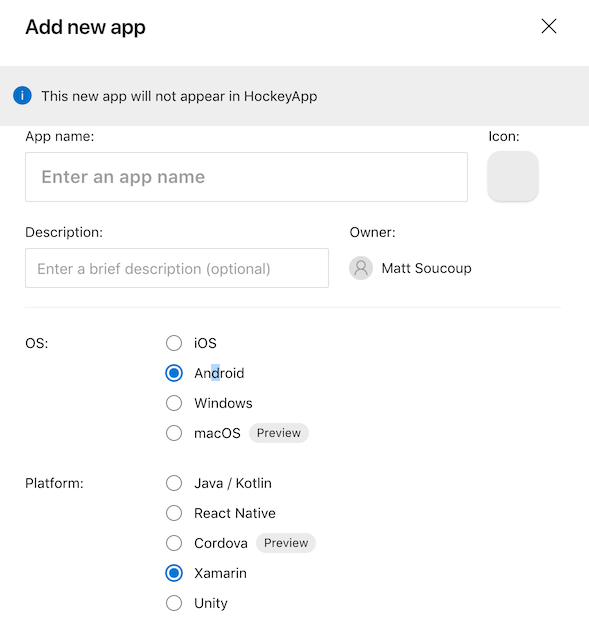 Add new app
This new app will not appear in HockeyApp
App name: Icon:
Enter an app name
Description: Owner:
Enter a brief description (optional) Matt Soucoup
OS: iOS
Android
Windows
macOS Preview
Platform: Java / Kotlin
React Native
Cordova Preview
Xamarin
Unity